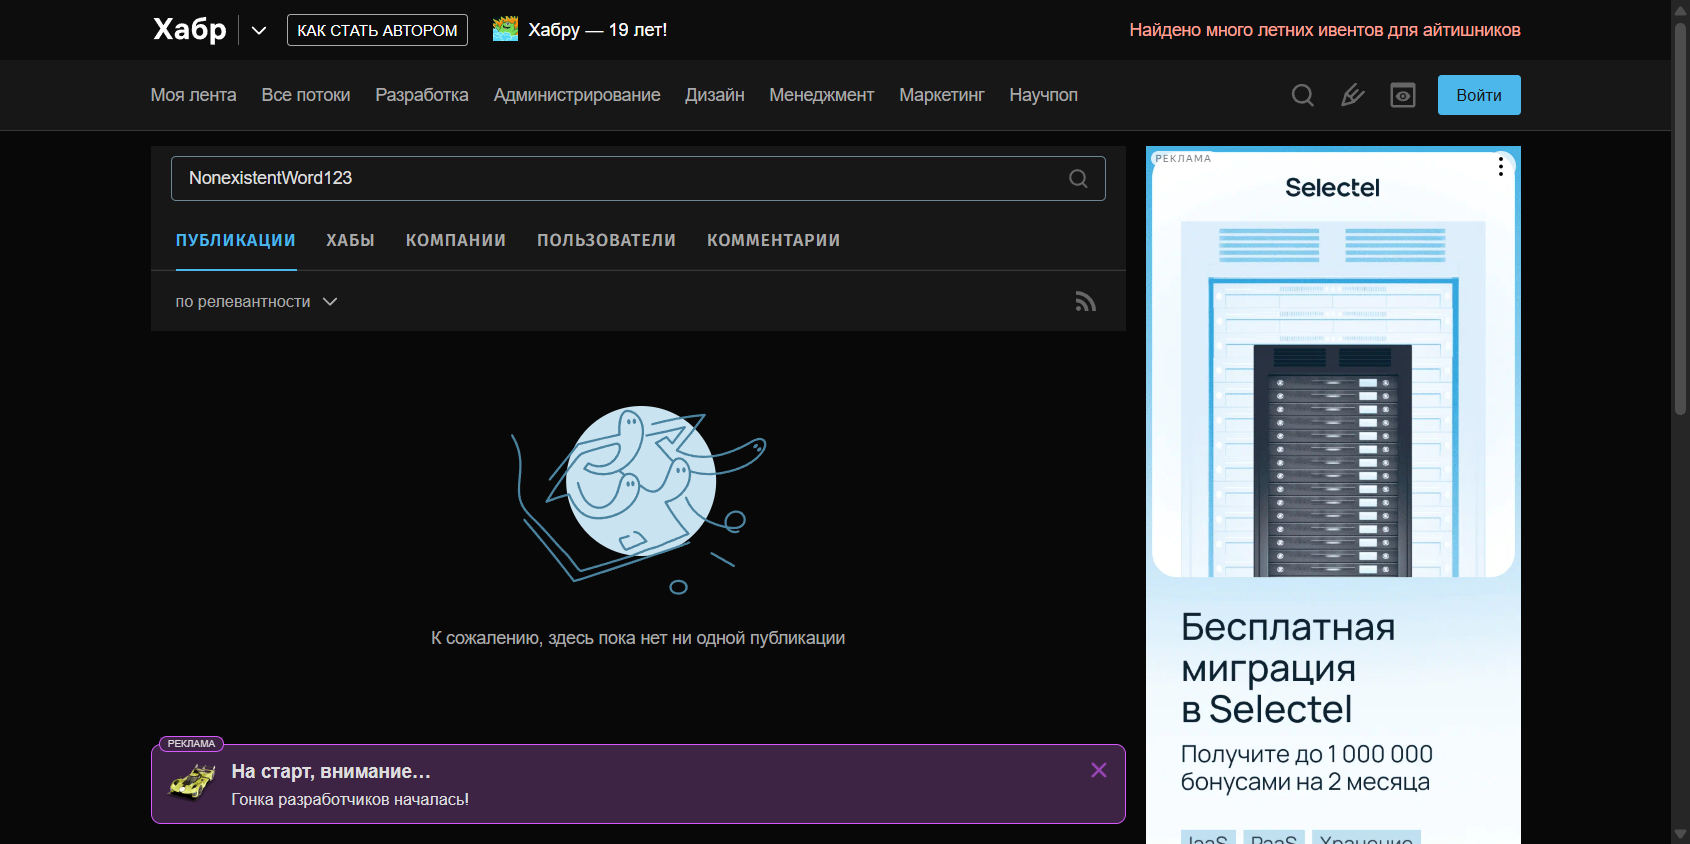 Хабр
КАК СТАТЬ АВТОРОМ
Хабру — 19 лет!
Найдено много летних ивентов для айтишников
Моя лента
Все потоки
Разработка
Администрирование
Дизайн
Менеджмент
Маркетинг
Научпоп
Войти
NonexistentWord123
ПУБЛИКАЦИИ
ХАБЫ
КОМПАНИИ
ПОЛЬЗОВАТЕЛИ
КОММЕНТАРИИ
по релевантности
К сожалению, здесь пока нет ни одной публикации
РЕКЛАМА
На старт, внимание…
Гонка разработчиков началась!
РЕКЛАМА
Selectel
Бесплатная
миграция
в Selectel
Получите до 1 000 000
бонусами на 2 месяца
IaaS
PaaS
Хранение